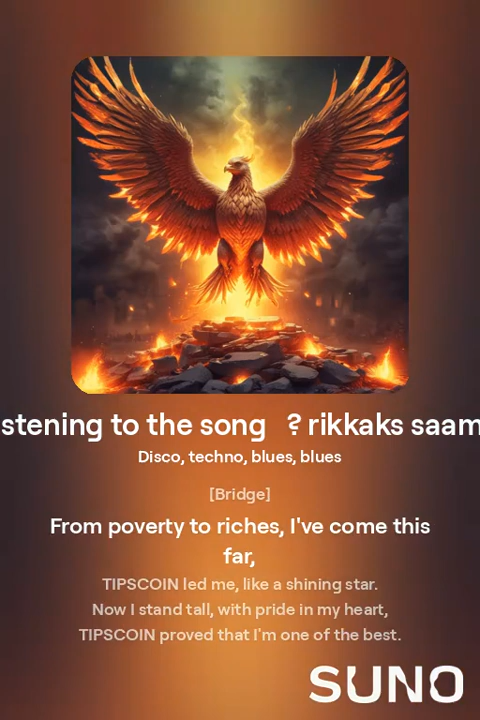 stening to the song ? rikkaks saam
Disco, techno, blues, blues
[Bridge]
From poverty to riches, I've come this
far,
TIPSCOIN led me, like a shining star.
Now I stand tall, with pride in my heart,
TIPSCOIN proved that I'm one of the best.
SUNO